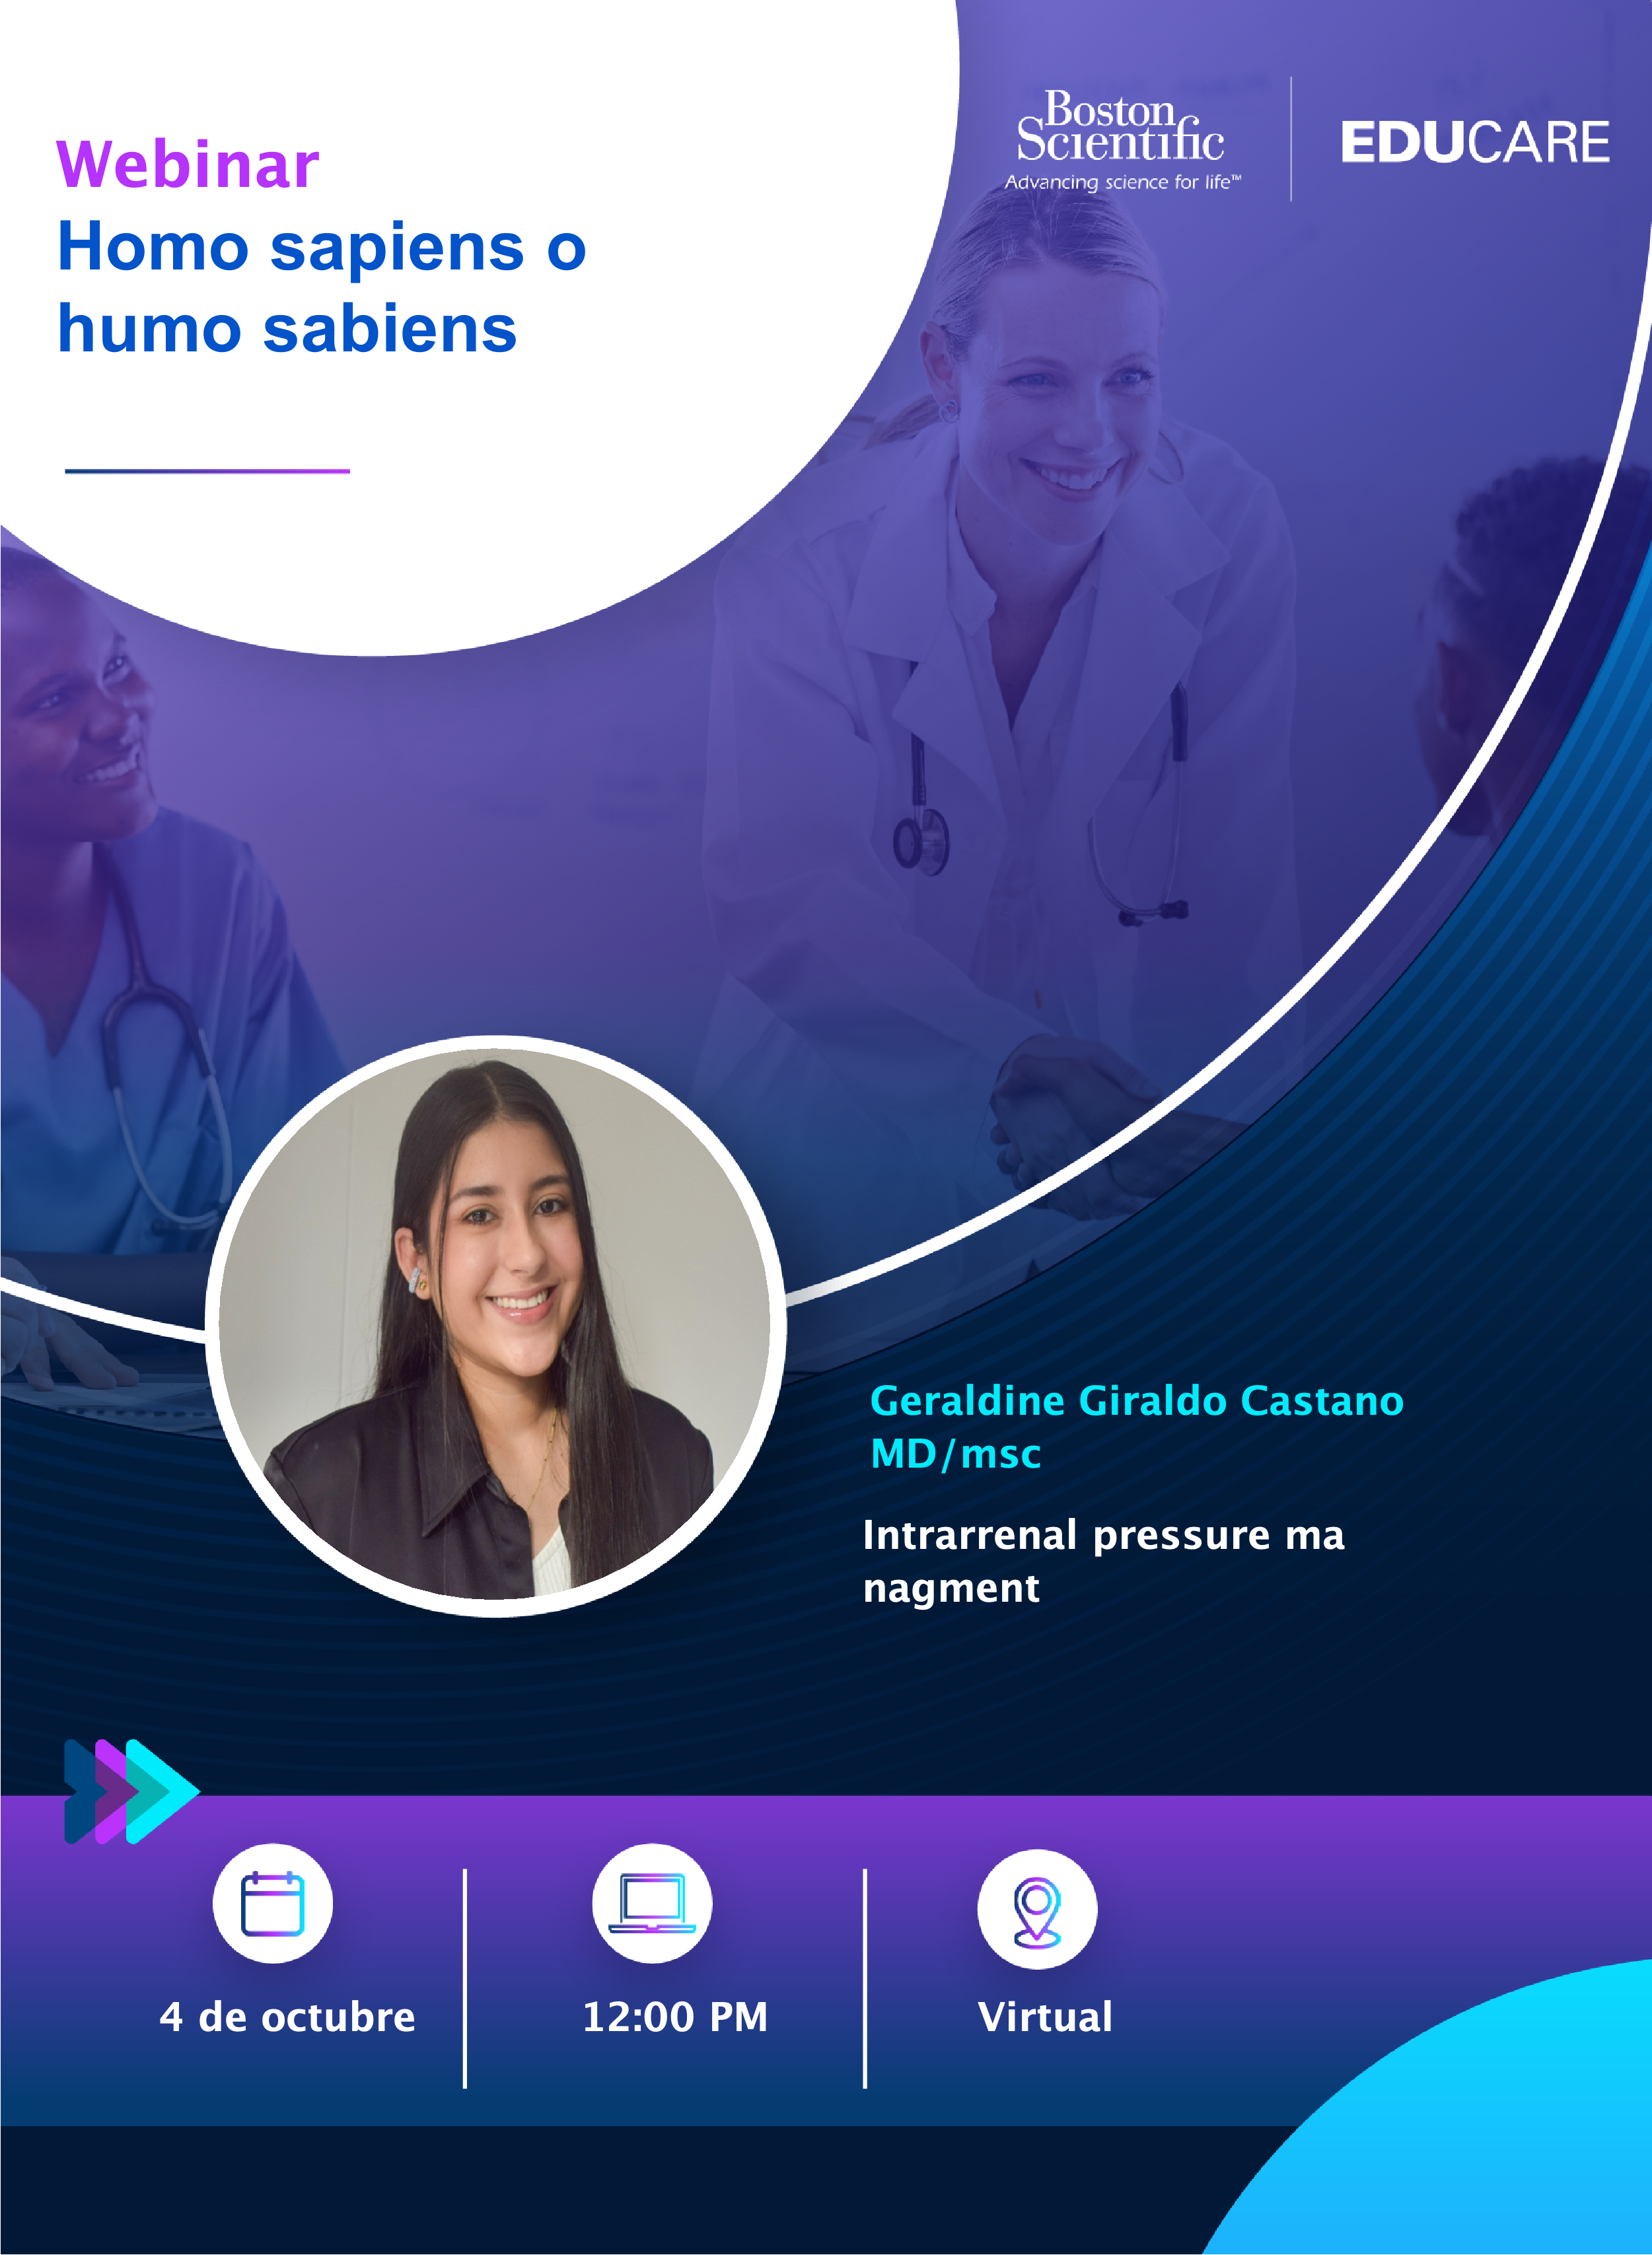 Webinar
Homo sapiens o
humo sabiens
Boston
Scientific
Advancing science for life™
EDUCARE
Geraldine Giraldo Castano
MD/msc
Intrarrenal pressure ma
nagment
4 de octubre
12:00 PM
Virtual